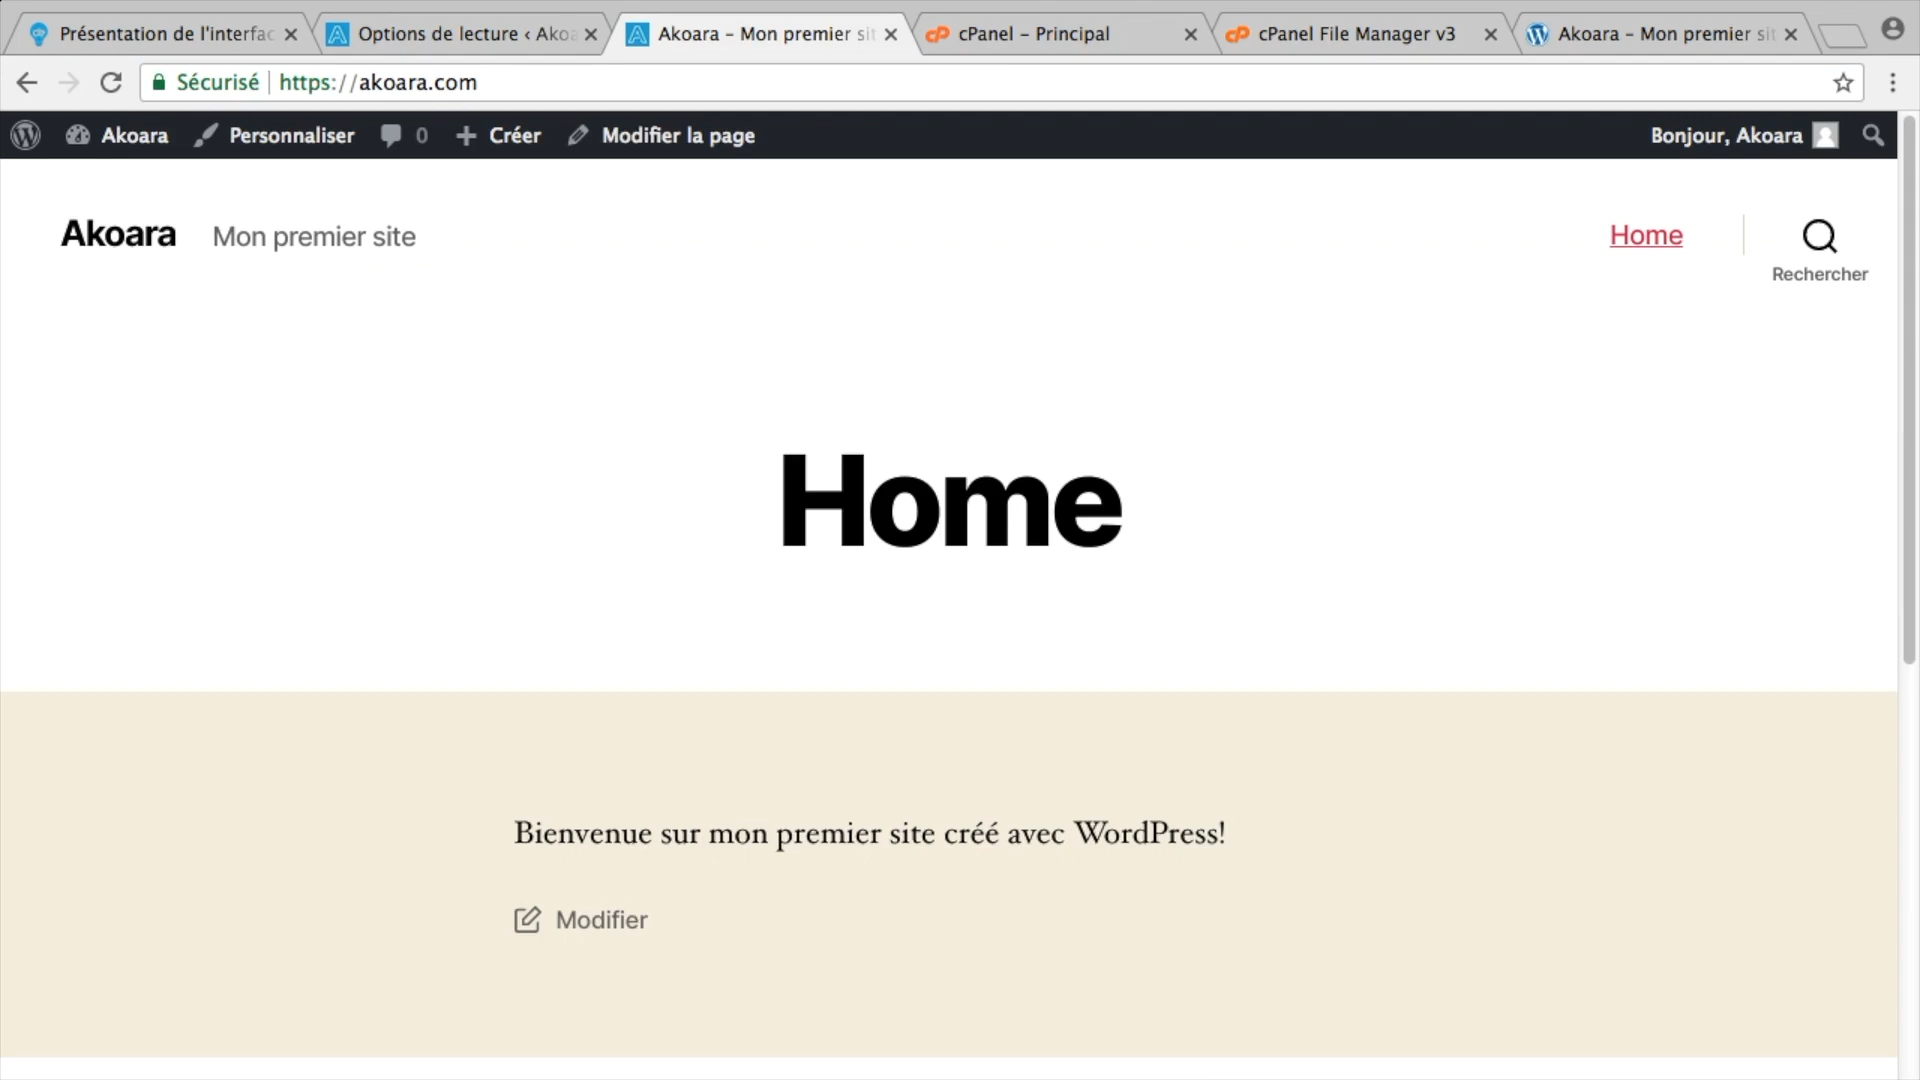 Présentation de l'interfac
Options de lecture ‹ Akoa
Akoara – Mon premier sit
cPanel – Principal
cPanel File Manager v3
Akoara – Mon premier sit
Sécurisé https://akoara.com
Akoara Personnaliser 0 Créer Modifier la page Bonjour, Akoara
Akoara Mon premier site Home
Rechercher
Home
Bienvenue sur mon premier site créé avec WordPress!
Modifier